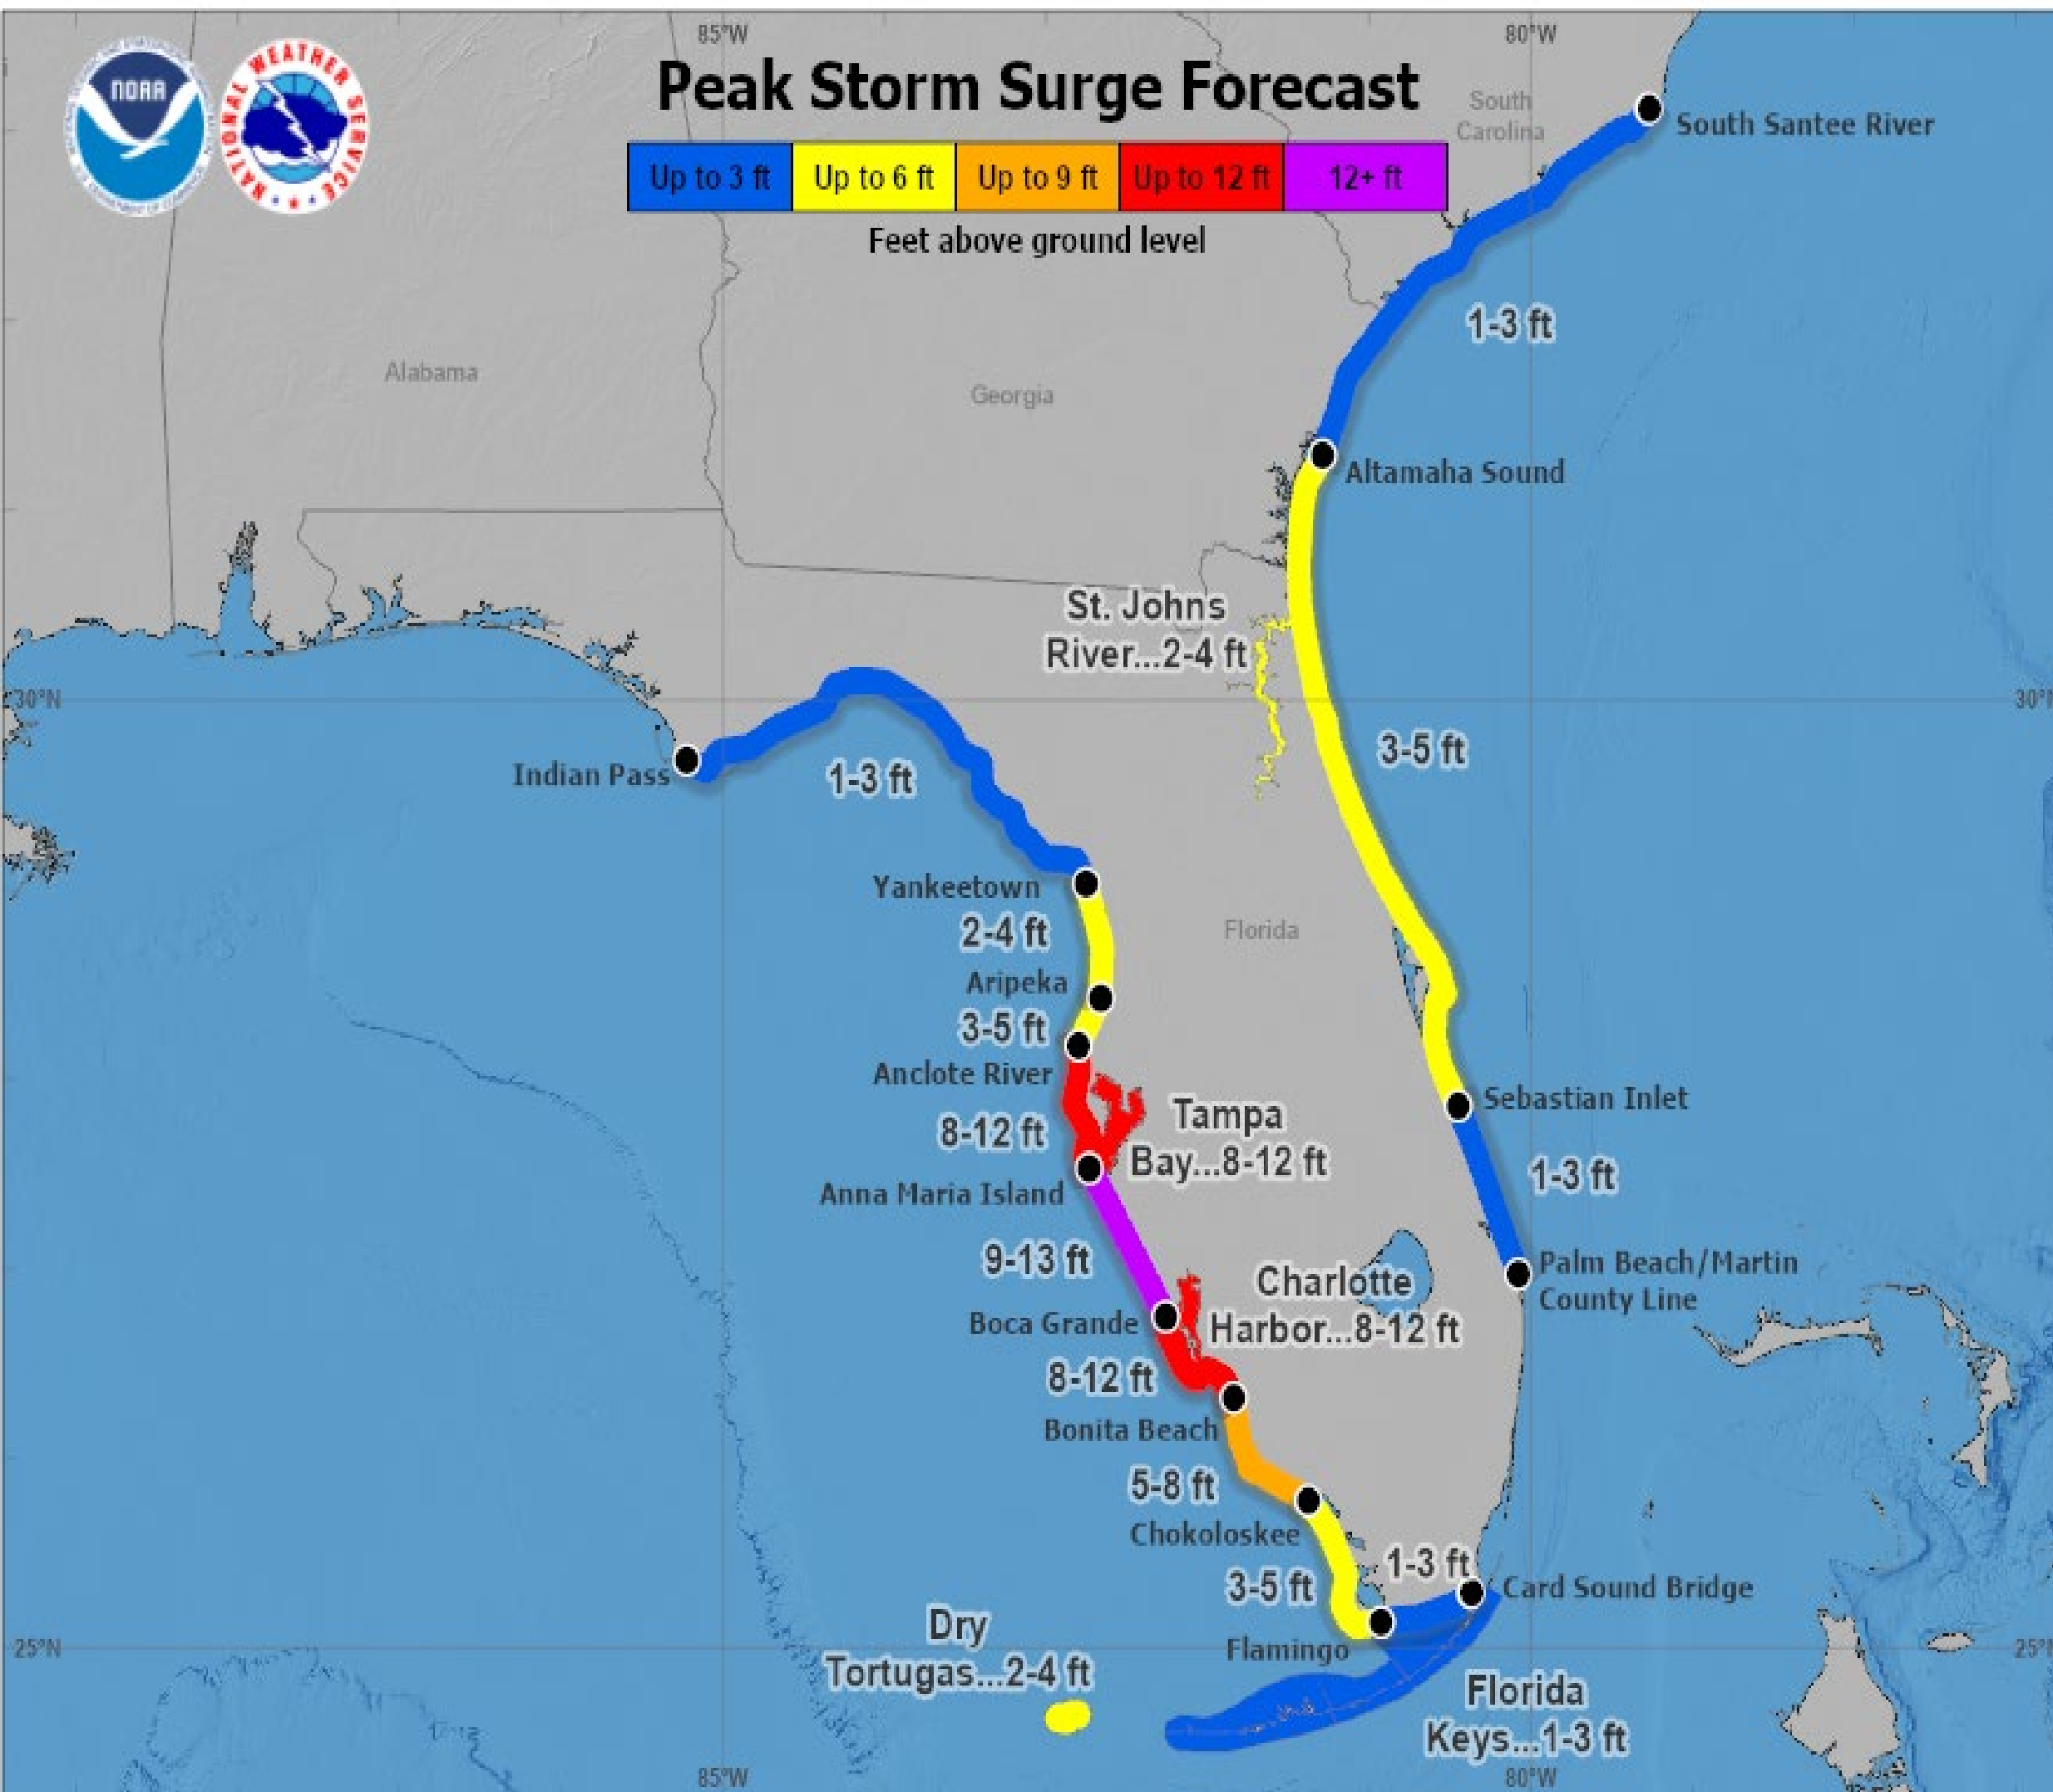 85°W
80°W
NOAA
NATIONAL WEATHER SERVICE
Peak Storm Surge Forecast
Up to 3 ft
Up to 6 ft
Up to 9 ft
Up to 12 ft
12+ ft
Feet above ground level
South
Carolina
South Santee River
1-3 ft
Alabama
Georgia
Altamaha Sound
St. Johns
River...2-4 ft
30°N
30°N
3-5 ft
Indian Pass
1-3 ft
Yankeetown
2-4 ft
Florida
Aripeka
3-5 ft
Anclote River
Sebastian Inlet
8-12 ft
Tampa
Bay...8-12 ft
1-3 ft
Anna Maria Island
9-13 ft
Palm Beach/Martin
County Line
Charlotte
Harbor...8-12 ft
Boca Grande
8-12 ft
Bonita Beach
5-8 ft
Chokoloskee
1-3 ft
3-5 ft
Card Sound Bridge
Flamingo
25°N
25°N
Dry
Tortugas...2-4 ft
Florida
Keys...1-3 ft
85°W
80°W